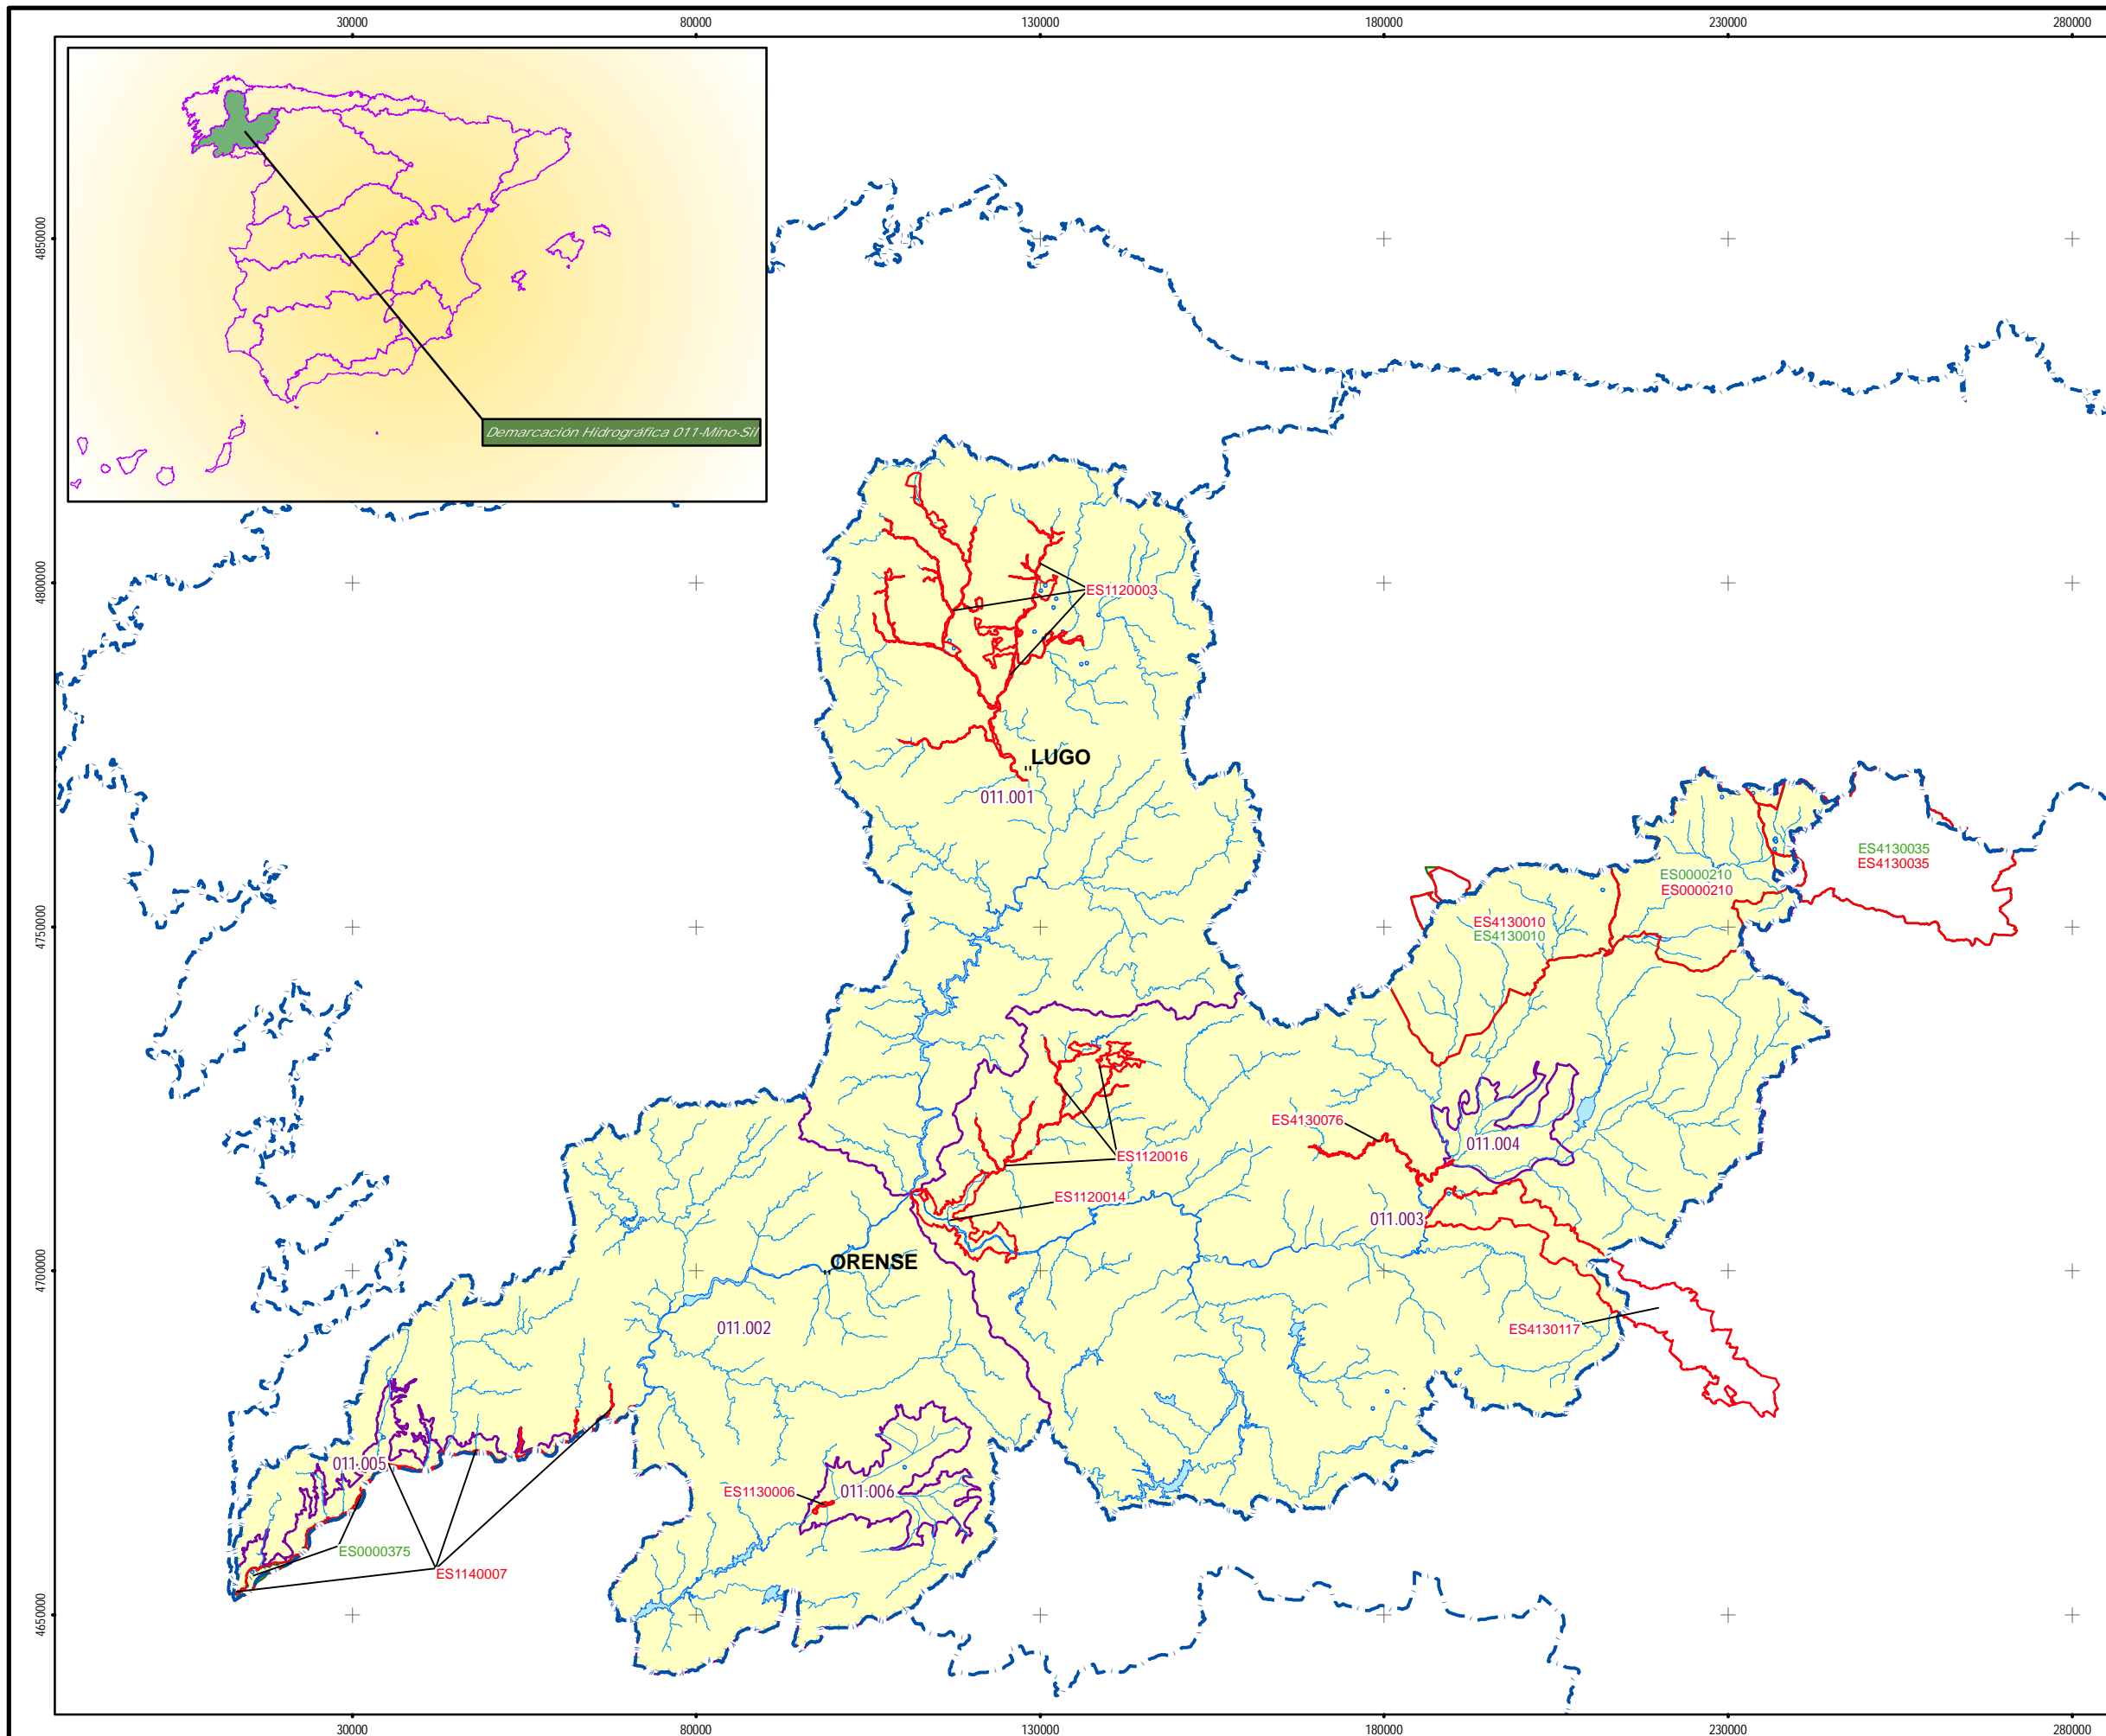 30000 80000 130000 180000 230000 280000
4850000
Demarcación Hidrográfica 011-Mino-Sil
4800000
ES1120003
LUGO
011.001
ES4130035
ES4130035
ES0000210
ES0000210
ES4130010
ES4130010
4750000
ES4130076
011.004
ES1120016
ES1120014
011.003
ORENSE
4700000
011.002
ES4130117
011.005
ES1130006
011.006
ES0000375
ES1140007
4650000
30000 80000 130000 180000 230000 280000